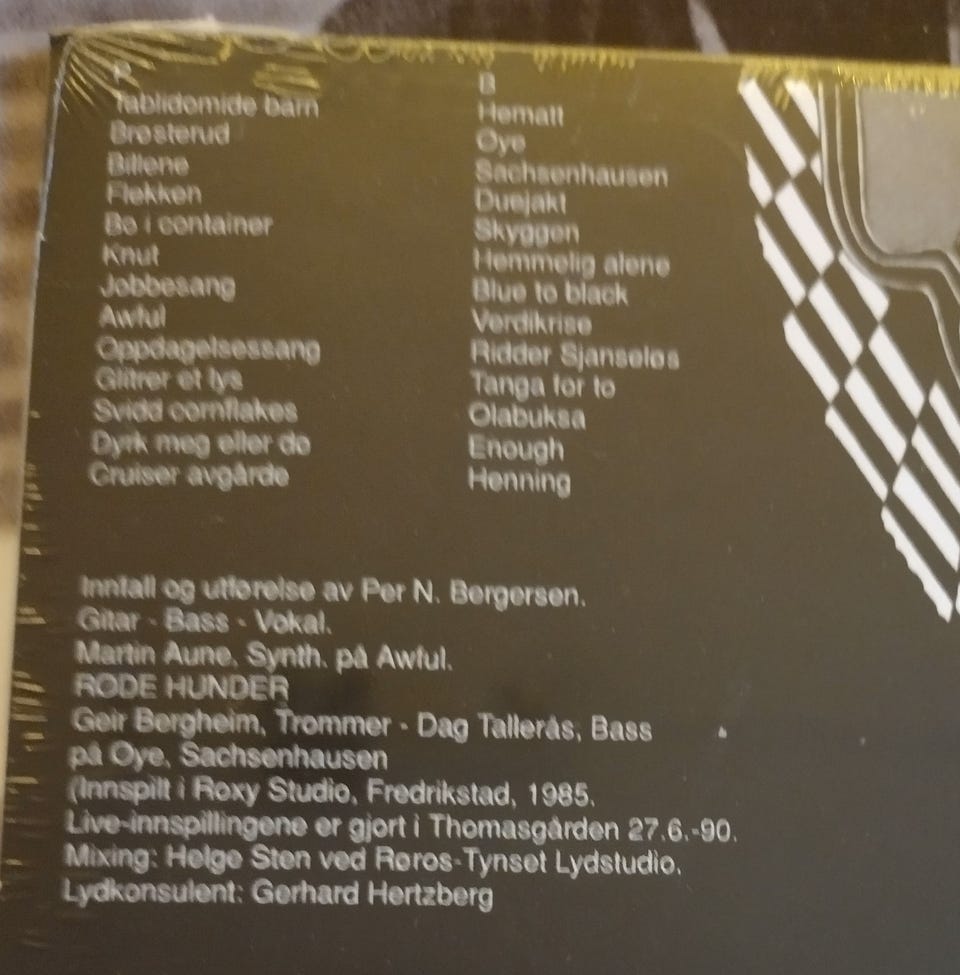 Tablidomide barn
Brøsterud
Billene
Flekken
Bo i container
Knut
Jobbesang
Awful
Oppdagelsessang
Glitrer et lys
Svidd cornflakes
Dyrk meg eller dø
Cruiser avgårde
B
Hematt
Oye
Sachsenhausen
Duejakt
Skyggen
Hemmelig alene
Blue to black
Verdikrise
Ridder Sjanseløs
Tanga for to
Olabuksa
Enough
Henning
Innfall og utførelse av Per N. Bergersen.
Gitar - Bass - Vokal.
Martin Aune, Synth. på Awful.
RØDE HUNDER
Geir Bergheim, Trommer - Dag Tallerås, Bass
på Oye, Sachsenhausen
(Innspilt i Roxy Studio, Fredrikstad, 1985.
Live-innspillingene er gjort i Thomasgården 27.6.-90.
Mixing: Helge Sten ved Røros-Tynset Lydstudio.
Lydkonsulent: Gerhard Hertzberg